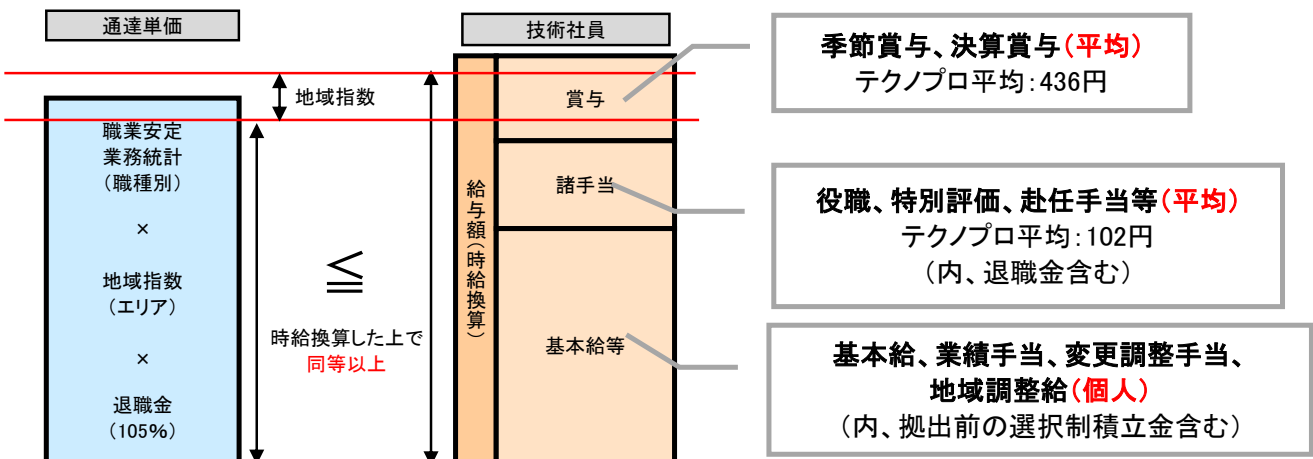 通達単価
職業安定
業務統計
(職種別)
×
地域指数
(エリア)
×
退職金
(105%)
地域指数
≦
時給換算した上で
同等以上
技術社員
給与額(時給換算)
賞与
諸手当
基本給等
季節賞与、決算賞与(平均)
テクノプロ平均:436円
役職、特別評価、赴任手当等(平均)
テクノプロ平均:102円
(内、退職金含む)
基本給、業績手当、変更調整手当、
地域調整給(個人)
(内、拠出前の選択制積立金含む)